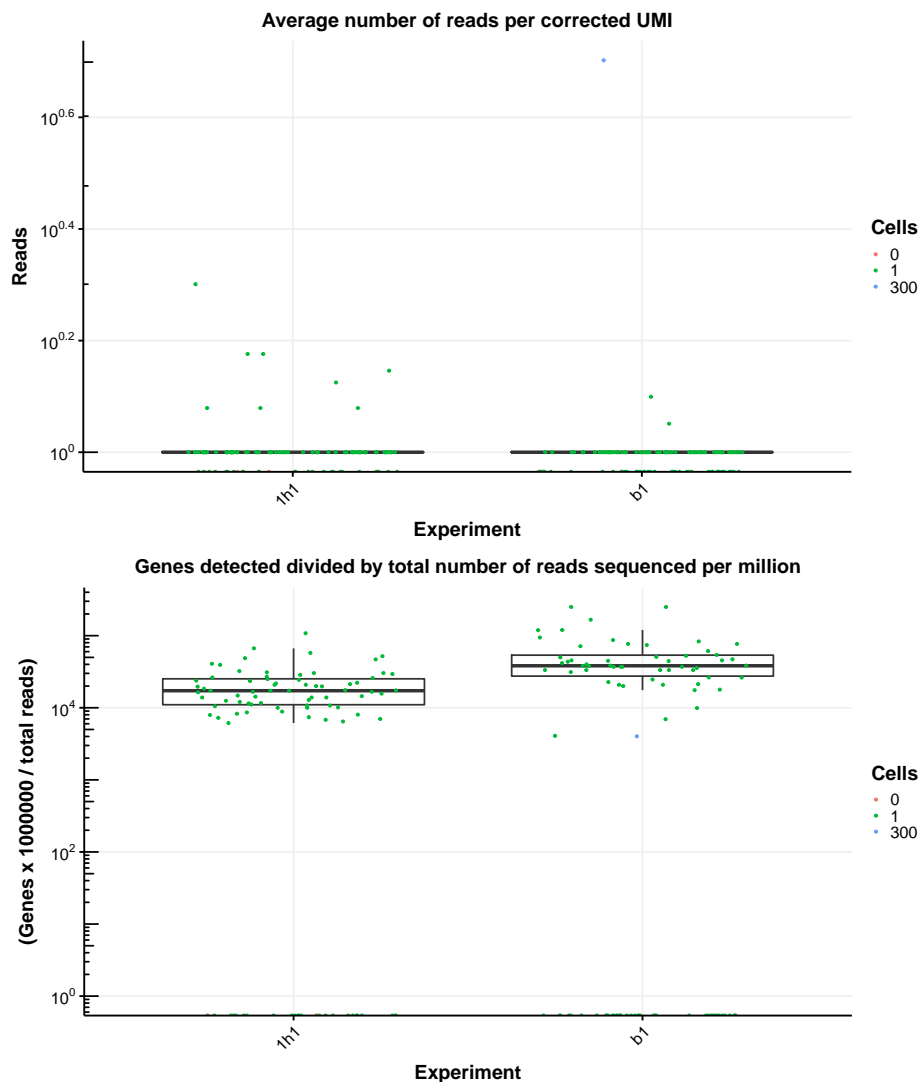 Average number of reads per corrected UMI
Reads
10^0.6
10^0.4
10^0.2
10^0
1h1
b1
Experiment
Cells
0
1
300
Genes detected divided by total number of reads sequenced per million
(Genes x 1000000 / total reads)
10^4
10^2
10^0
1h1
b1
Experiment
Cells
0
1
300